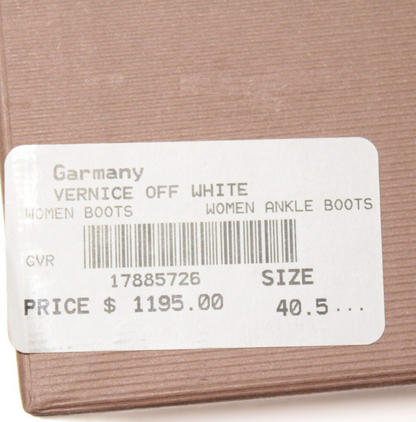 Garmany
VERNICE OFF WHITE
WOMEN BOOTS WOMEN ANKLE BOOTS
GVR
17885726 SIZE
PRICE $ 1195.00 40.5...